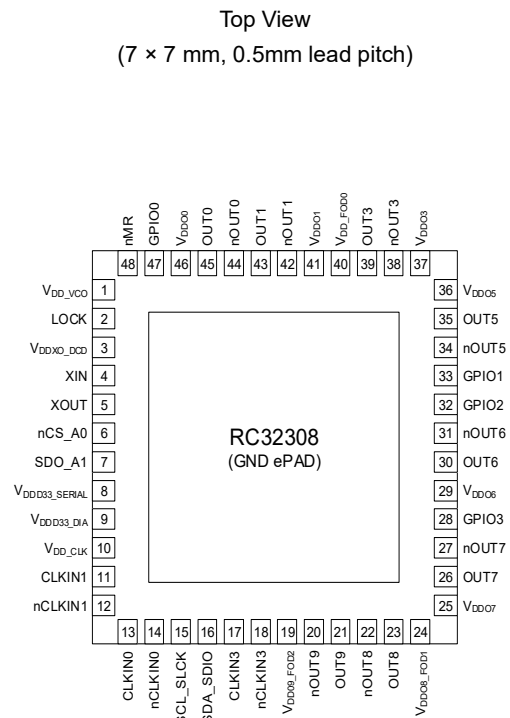 Top View
(7 × 7 mm, 0.5mm lead pitch)
nMR
GPIO0
VDDO0
OUT0
nOUT0
OUT1
nOUT1
VDDO1
VDD_FOD0
OUT3
nOUT3
VDDO3
48 47 46 45 44 43 42 41 40 39 38 37
VDD_VCO 1
LOCK 2
VDDXO_DCD 3
XIN 4
XOUT 5
nCS_A0 6
SDO_A1 7
VDDD33_SERIAL 8
VDDD33_DIA 9
VDD_CLK 10
CLKIN1 11
nCLKIN1 12
RC32308
(GND ePAD)
36 VDDO5
35 OUT5
34 nOUT5
33 GPIO1
32 GPIO2
31 nOUT6
30 OUT6
29 VDDO6
28 GPIO3
27 nOUT7
26 OUT7
25 VDDO7
13 14 15 16 17 18 19 20 21 22 23 24
CLKIN0
nCLKIN0
SCL_SLCK
SDA_SDIO
CLKIN3
nCLKIN3
VDDO9_FOD2
nOUT9
OUT9
nOUT8
OUT8
VDDO8_FOD1